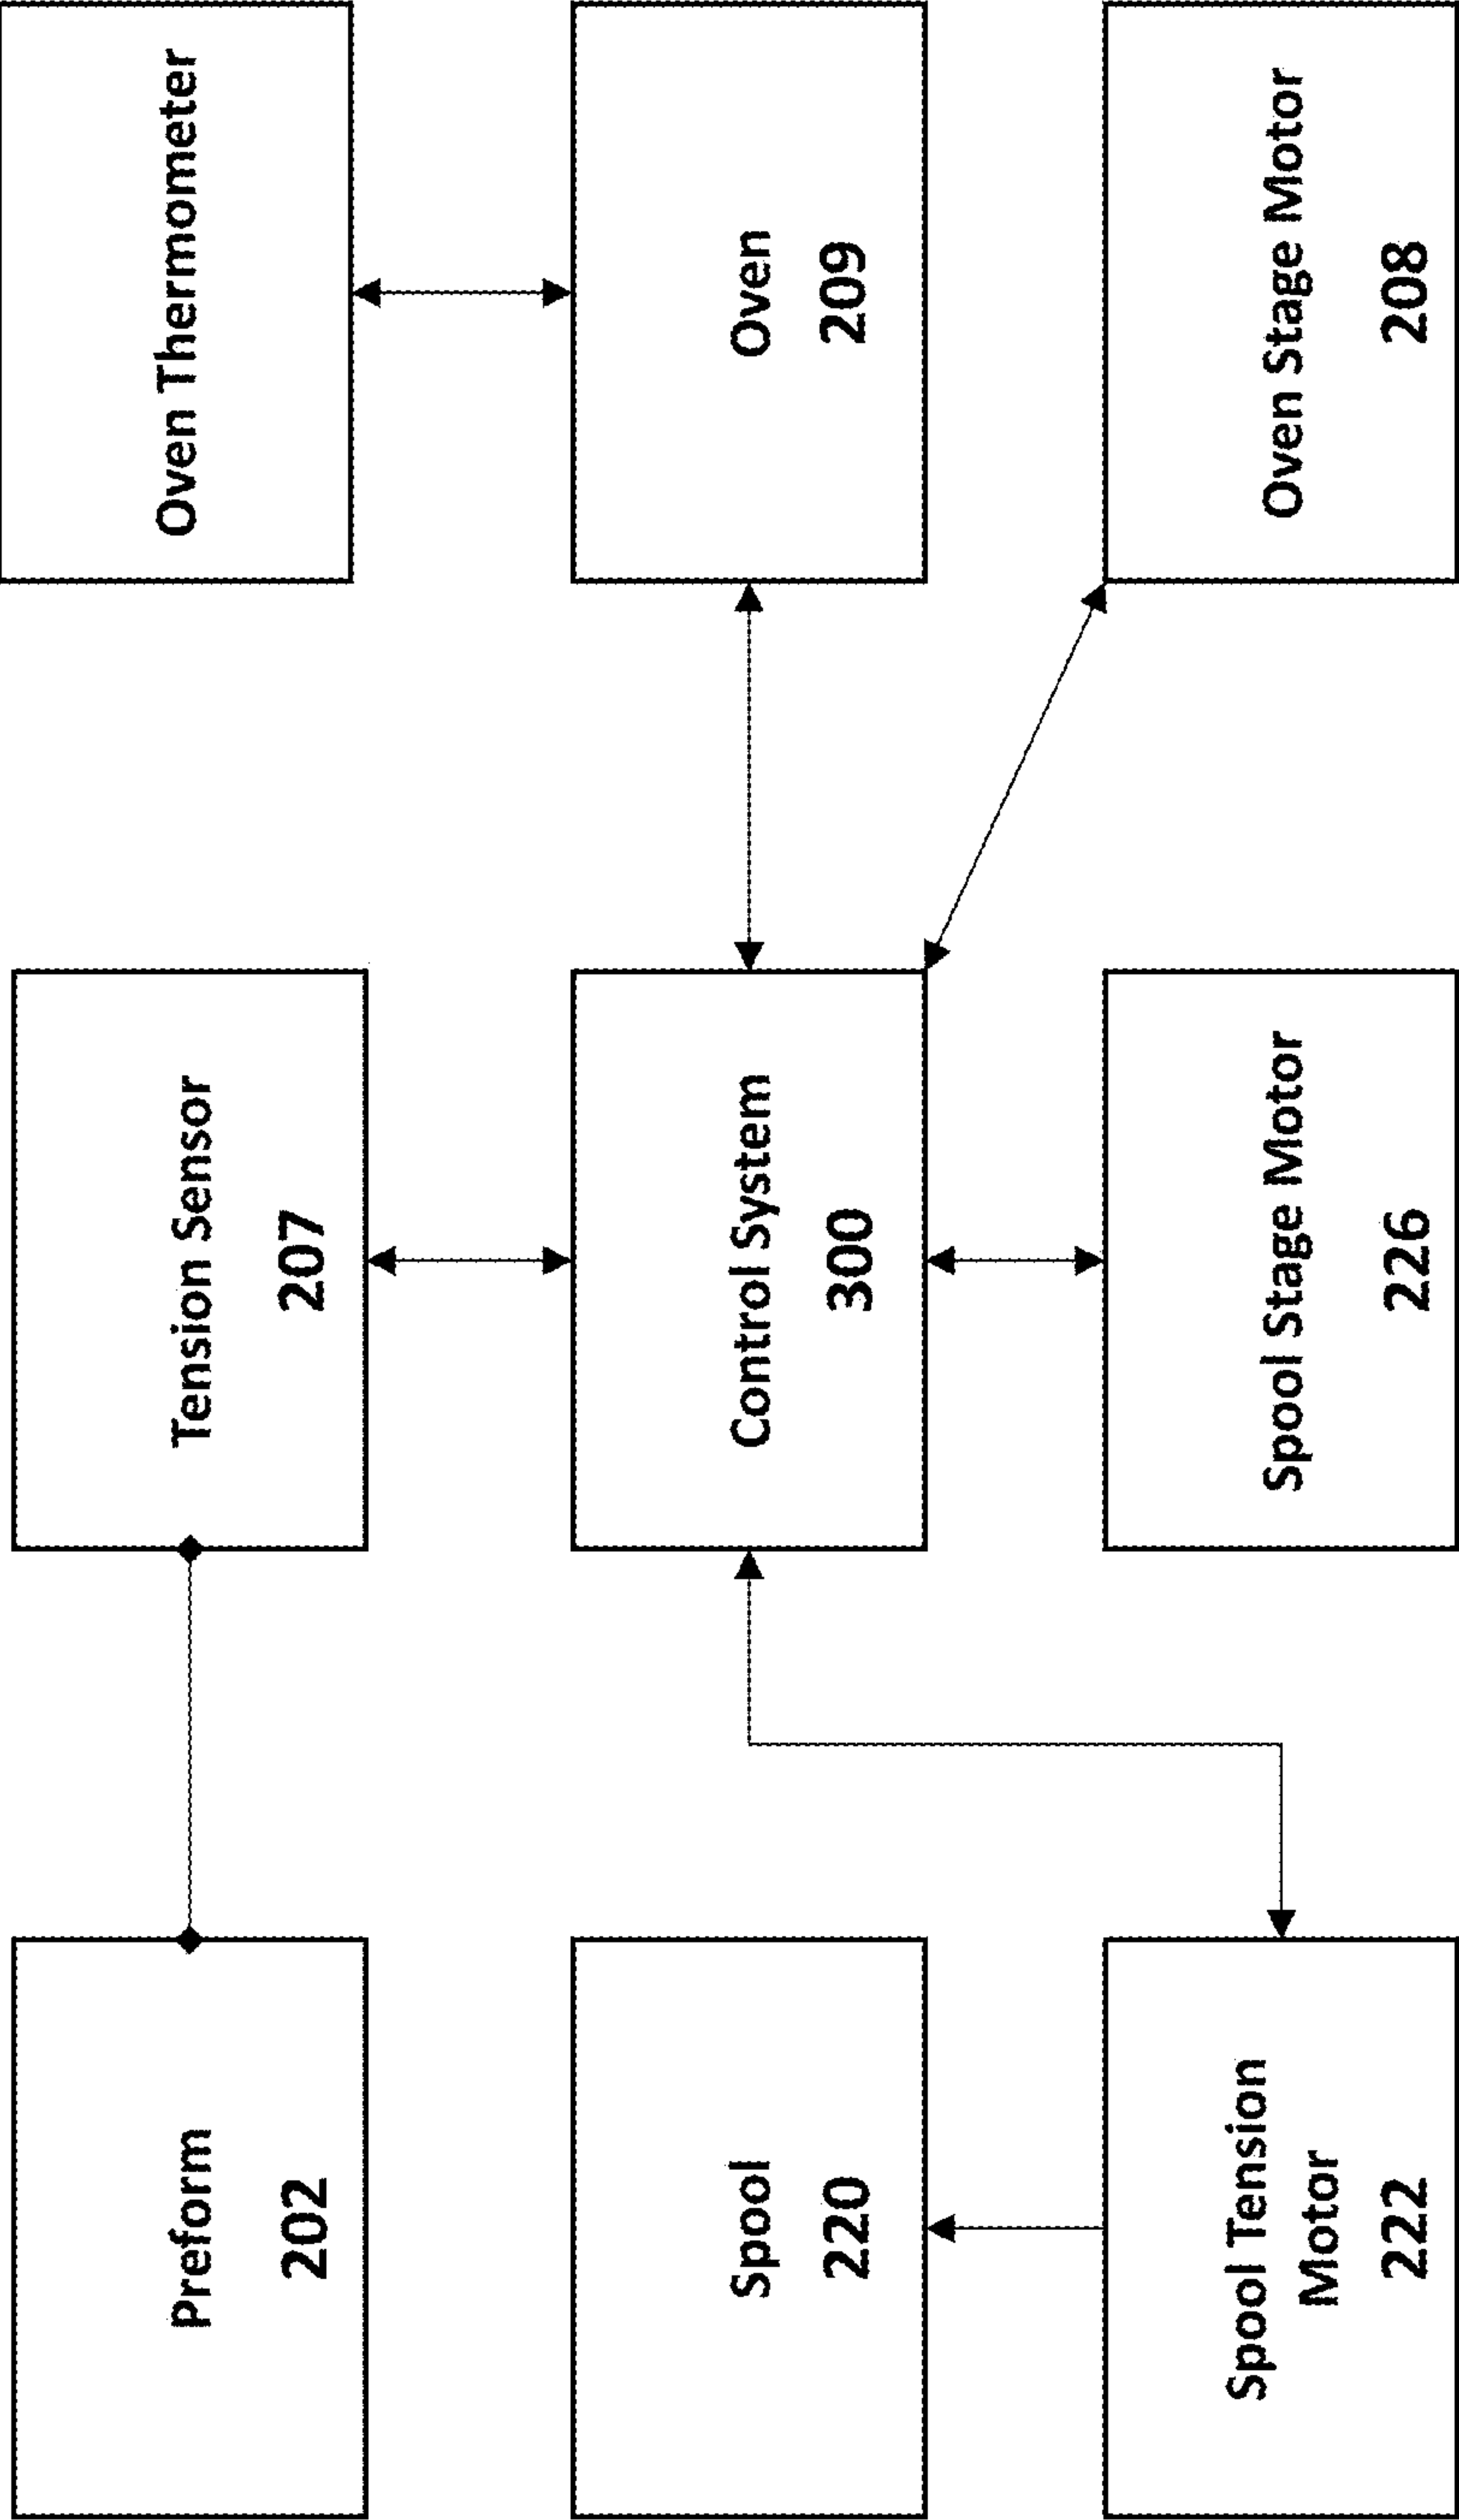 Preform
202
Tension Sensor
207
Oven Thermometer
Spool
220
Control System
300
Oven
209
Spool Tension
Motor
222
Spool Stage Motor
226
Oven Stage Motor
208